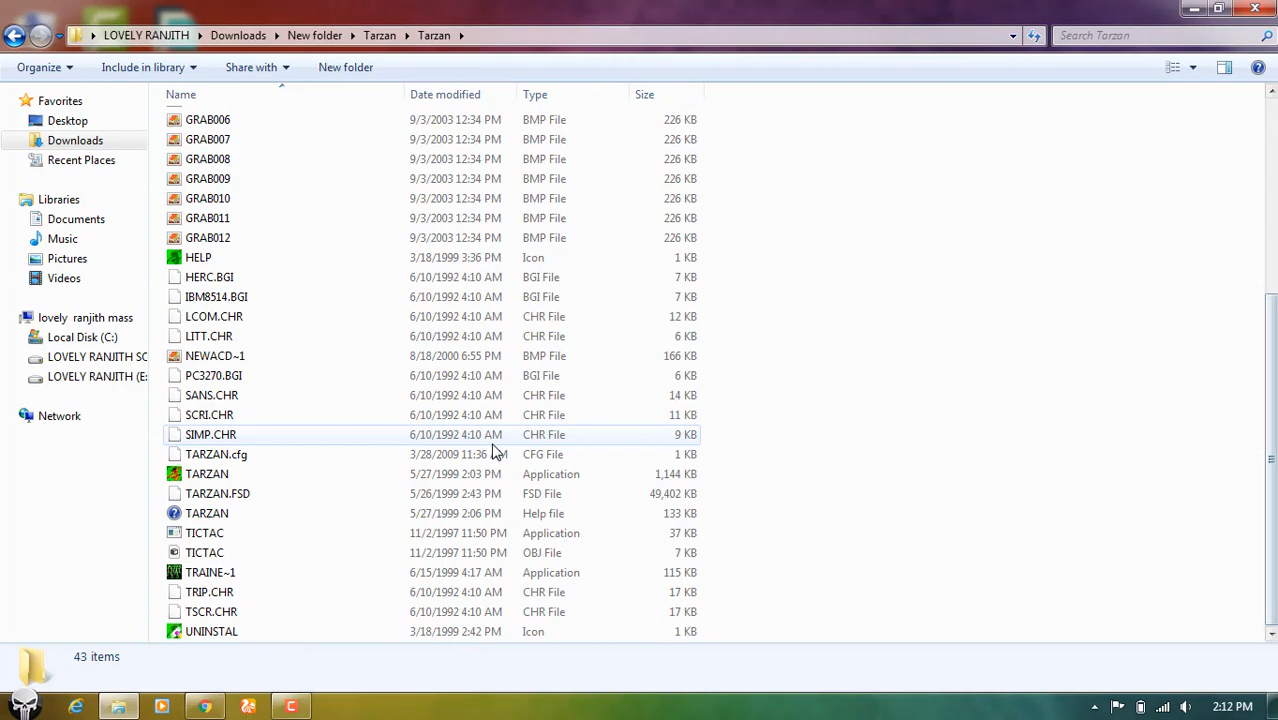 LOVELY RANJITH Downloads New folder Tarzan Tarzan
Search Tarzan
Organize Include in library Share with New folder
Name Date modified Type Size
Favorites
Desktop
Downloads
Recent Places
Libraries
Documents
Music
Pictures
Videos
lovely ranjith mass
Local Disk (C:)
LOVELY RANJITH SO
LOVELY RANJITH (E:
Network
GRAB006 9/3/2003 12:34 PM BMP File 226 KB
GRAB007 9/3/2003 12:34 PM BMP File 226 KB
GRAB008 9/3/2003 12:34 PM BMP File 226 KB
GRAB009 9/3/2003 12:34 PM BMP File 226 KB
GRAB010 9/3/2003 12:34 PM BMP File 226 KB
GRAB011 9/3/2003 12:34 PM BMP File 226 KB
GRAB012 9/3/2003 12:34 PM BMP File 226 KB
HELP 3/18/1999 3:36 PM Icon 1 KB
HERC.BGI 6/10/1992 4:10 AM BGI File 7 KB
IBM8514.BGI 6/10/1992 4:10 AM BGI File 7 KB
LCOM.CHR 6/10/1992 4:10 AM CHR File 12 KB
LITT.CHR 6/10/1992 4:10 AM CHR File 6 KB
NEWACD~1 8/18/2000 6:55 PM BMP File 166 KB
PC3270.BGI 6/10/1992 4:10 AM BGI File 6 KB
SANS.CHR 6/10/1992 4:10 AM CHR File 14 KB
SCRI.CHR 6/10/1992 4:10 AM CHR File 11 KB
SIMP.CHR 6/10/1992 4:10 AM CHR File 9 KB
TARZAN.cfg 3/28/2009 11:36 CFG File 1 KB
TARZAN 5/27/1999 2:03 PM Application 1,144 KB
TARZAN.FSD 5/26/1999 2:43 PM FSD File 49,402 KB
TARZAN 5/27/1999 2:06 PM Help file 133 KB
TICTAC 11/2/1997 11:50 PM Application 37 KB
TICTAC 11/2/1997 11:50 PM OBJ File 7 KB
TRAINE~1 6/15/1999 4:17 AM Application 115 KB
TRIP.CHR 6/10/1992 4:10 AM CHR File 17 KB
TSCR.CHR 6/10/1992 4:10 AM CHR File 17 KB
UNINSTAL 3/18/1999 2:42 PM Icon 1 KB
43 items
2:12 PM